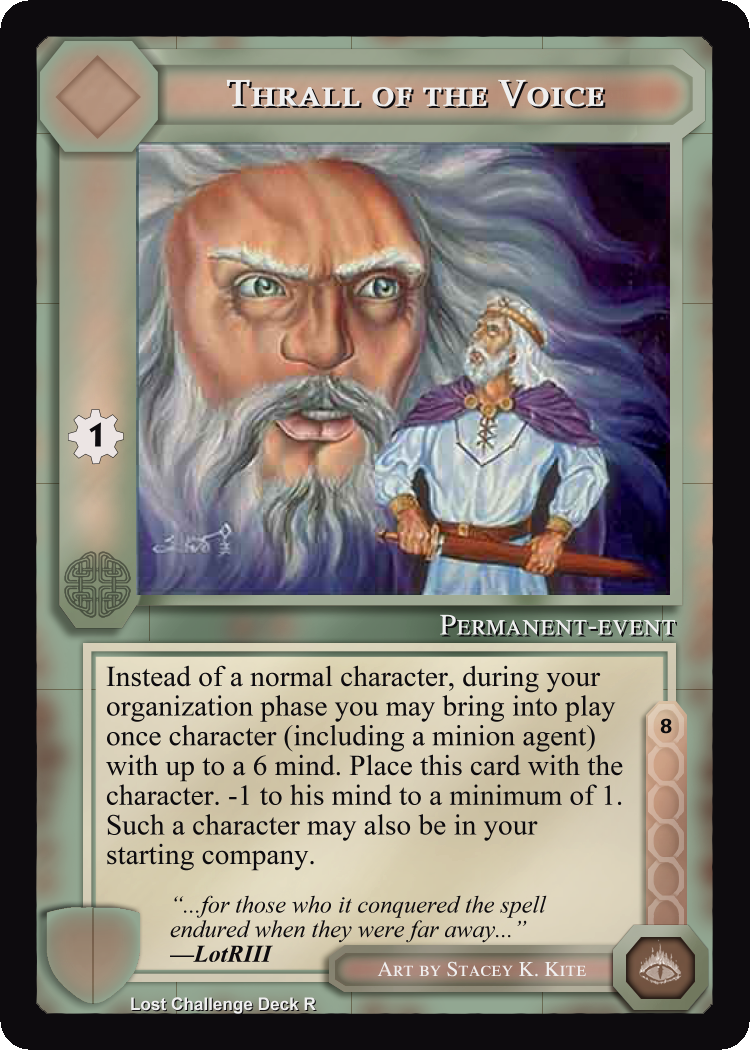 THRALL OF THE VOICE
1
PERMANENT-EVENT
Instead of a normal character, during your
organization phase you may bring into play
once character (including a minion agent)
with up to a 6 mind. Place this card with the
character. -1 to his mind to a minimum of 1.
Such a character may also be in your
starting company.
8
“...for those who it conquered the spell
endured when they were far away...”
—LotRIII
ART BY STACEY K. KITE
Lost Challenge Deck R